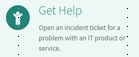 Get Help
Open an incident ticket for a
problem with an IT product or
service.